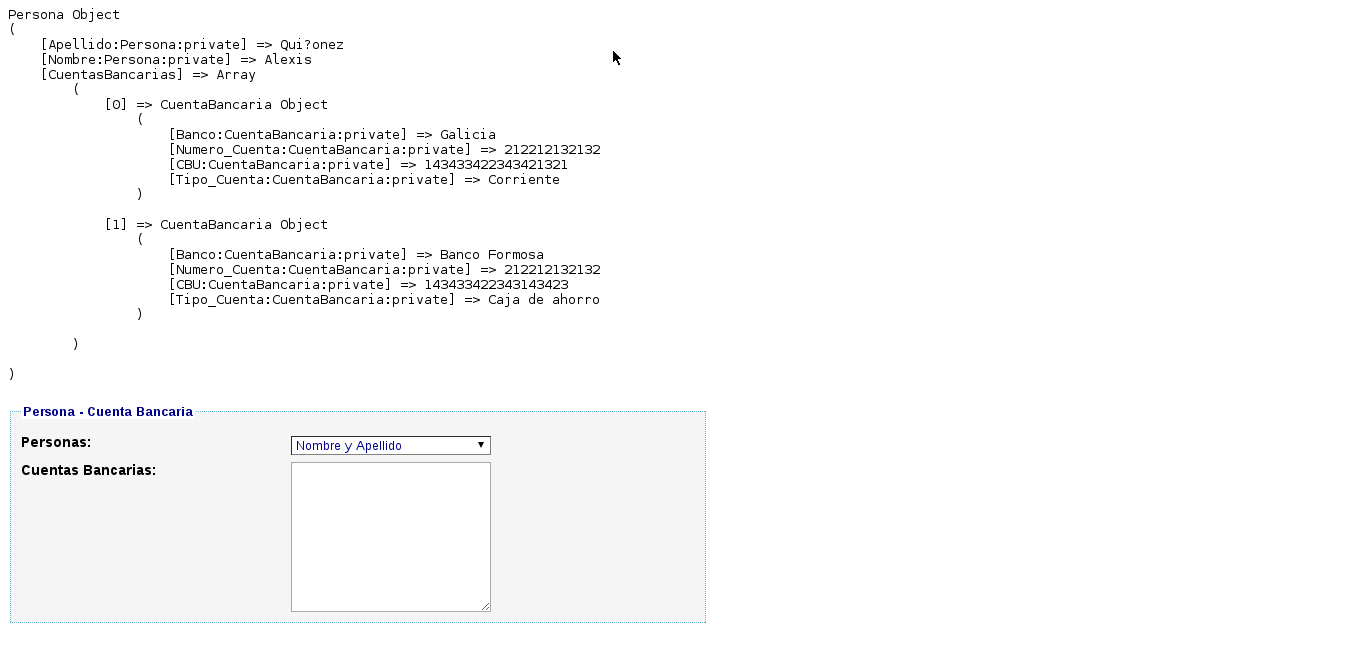 Persona Object
(
[Apellido:Persona:private] => Qui?onez
[Nombre:Persona:private] => Alexis
[CuentasBancarias] => Array
(
[0] => CuentaBancaria Object
(
[Banco:CuentaBancaria:private] => Galicia
[Numero_Cuenta:CuentaBancaria:private] => 212212132132
[CBU:CuentaBancaria:private] => 143433422343421321
[Tipo_Cuenta:CuentaBancaria:private] => Corriente
)
[1] => CuentaBancaria Object
(
[Banco:CuentaBancaria:private] => Banco Formosa
[Numero_Cuenta:CuentaBancaria:private] => 212212132132
[CBU:CuentaBancaria:private] => 143433422343143423
[Tipo_Cuenta:CuentaBancaria:private] => Caja de ahorro
)
)
)
Persona - Cuenta Bancaria
Personas:
Nombre y Apellido
Cuentas Bancarias: